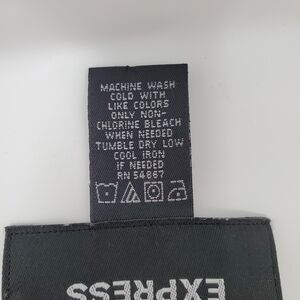 MACHINE WASH
COLD WITH
LIKE COLORS
ONLY NON-
CHLORINE BLEACH
WHEN NEEDED
TUMBLE DRY LOW
COOL IRON
IF NEEDED
RN 54867
EXPRESS